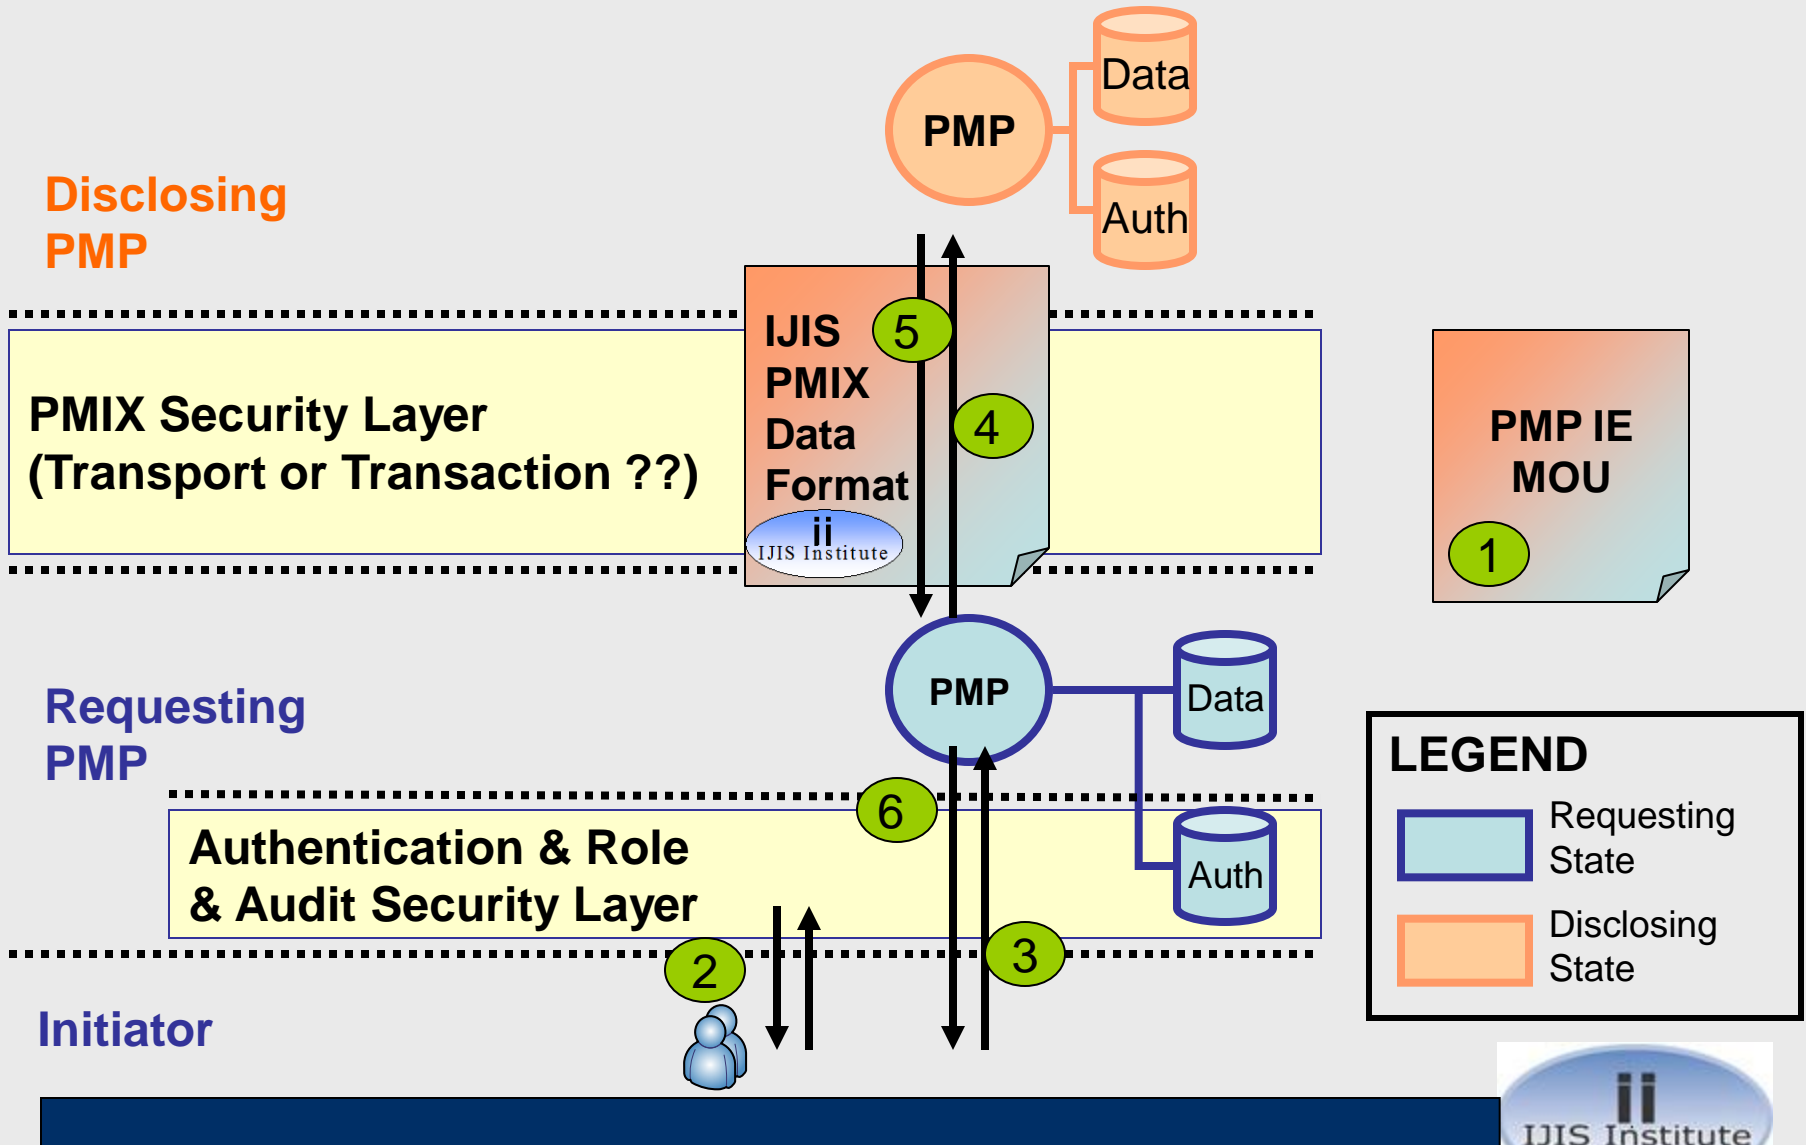 Data
PMP
Auth
Disclosing
PMP
IJIS
PMIX
Data
Format
5
4
ii
IJIS Institute
PMIX Security Layer
(Transport or Transaction ??)
PMP IE
MOU
1
Requesting
PMP
PMP
Data
Auth
6
Authentication & Role
& Audit Security Layer
2
3
Initiator
LEGEND
Requesting
State
Disclosing
State
ii
IJIS Institute